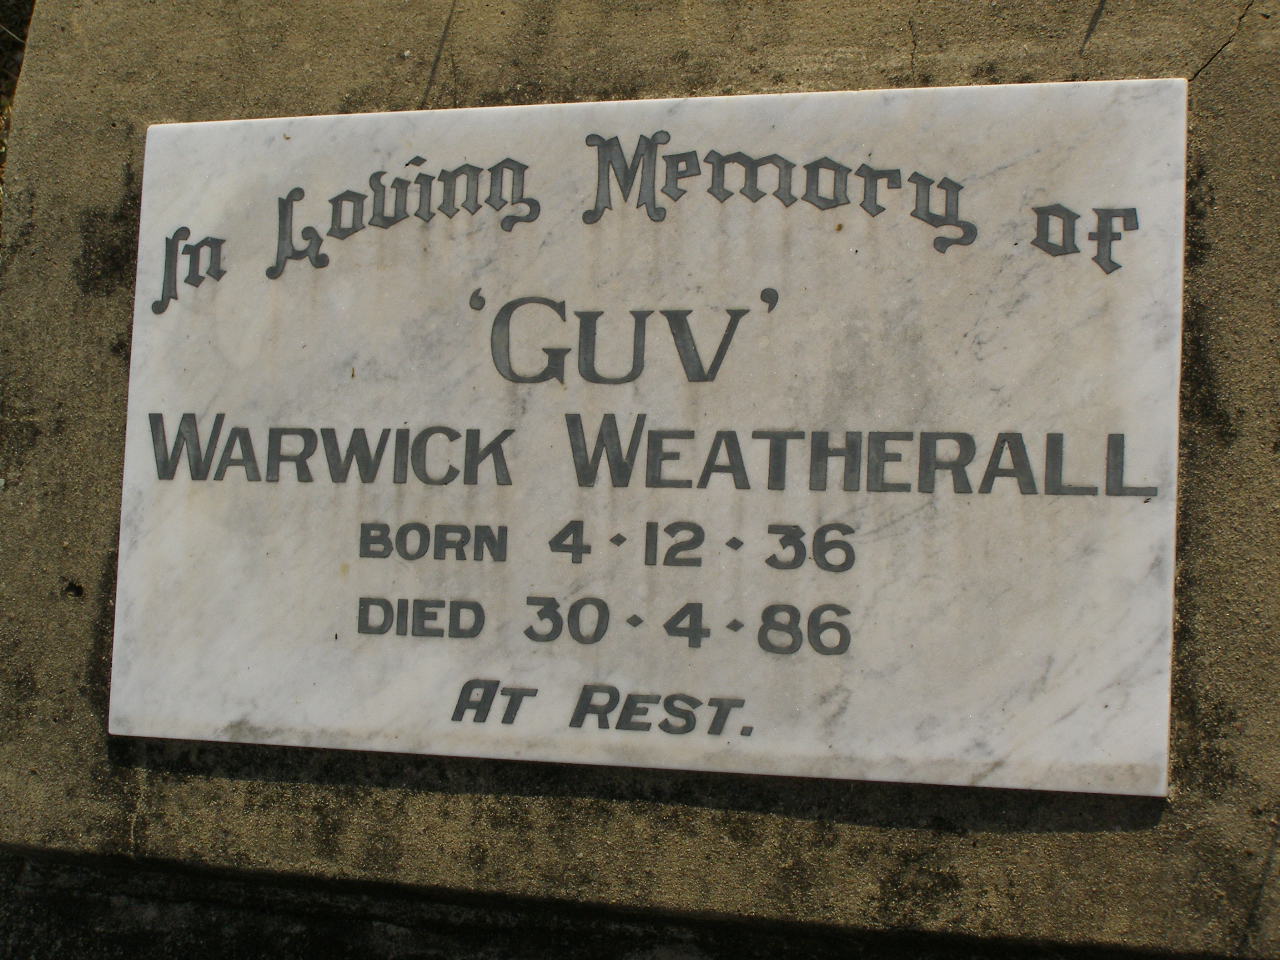 In Loving Memory of
‘GUV’
WARWICK WEATHERALL
BORN 4·12·36
DIED 30·4·86
AT REST.